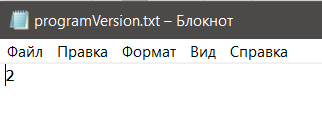 programVersion.txt – Блокнот
Файл Правка Формат Вид Справка
2